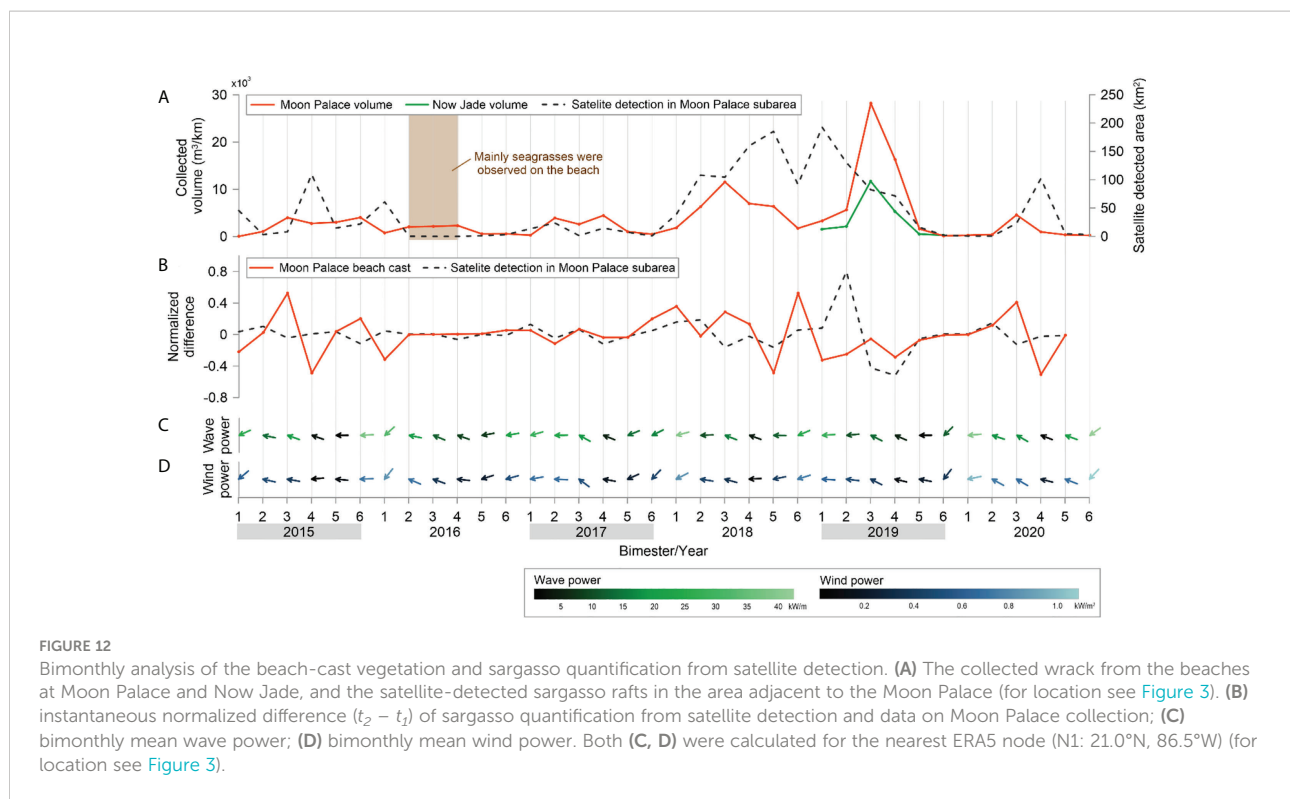 A
x10³
30
20
10
0
Collected
volume (m³/km)
Moon Palace volume
Now Jade volume
Satelite detection in Moon Palace subarea
Mainly seagrasses were
observed on the beach
250
200
150
100
50
0
Satellite detected area (km²)
B
0.8
0.4
0
-0.4
-0.8
Normalized
difference
Moon Palace beach cast
Satelite detection in Moon Palace subarea
C
Wave
power
D
Wind
power
1 2 3 4 5 6 1 2 3 4 5 6 1 2 3 4 5 6 1 2 3 4 5 6 1 2 3 4 5 6 1 2 3 4 5 6
2015 2016 2017 2018 2019 2020
Bimester/Year
Wave power
5 10 15 20 25 30 35 40 kW/m
Wind power
0.2 0.4 0.6 0.8 1.0 kW/m²
FIGURE 12
Bimonthly analysis of the beach-cast vegetation and sargasso quantification from satellite detection. (A) The collected wrack from the beaches
at Moon Palace and Now Jade, and the satellite-detected sargasso rafts in the area adjacent to the Moon Palace (for location see Figure 3). (B)
instantaneous normalized difference (t₂ – t₁) of sargasso quantification from satellite detection and data on Moon Palace collection; (C)
bimonthly mean wave power; (D) bimonthly mean wind power. Both (C, D) were calculated for the nearest ERA5 node (N1: 21.0°N, 86.5°W) (for
location see Figure 3).